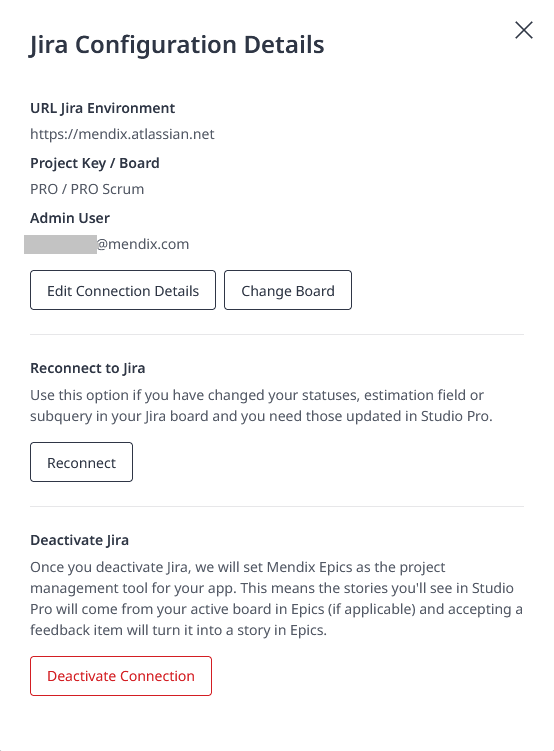 Jira Configuration Details
URL Jira Environment
https://mendix.atlassian.net
Project Key / Board
PRO / PRO Scrum
Admin User
@mendix.com
Edit Connection Details
Change Board
Reconnect to Jira
Use this option if you have changed your statuses, estimation field or
subquery in your Jira board and you need those updated in Studio Pro.
Reconnect
Deactivate Jira
Once you deactivate Jira, we will set Mendix Epics as the project
management tool for your app. This means the stories you'll see in Studio
Pro will come from your active board in Epics (if applicable) and accepting a
feedback item will turn it into a story in Epics.
Deactivate Connection